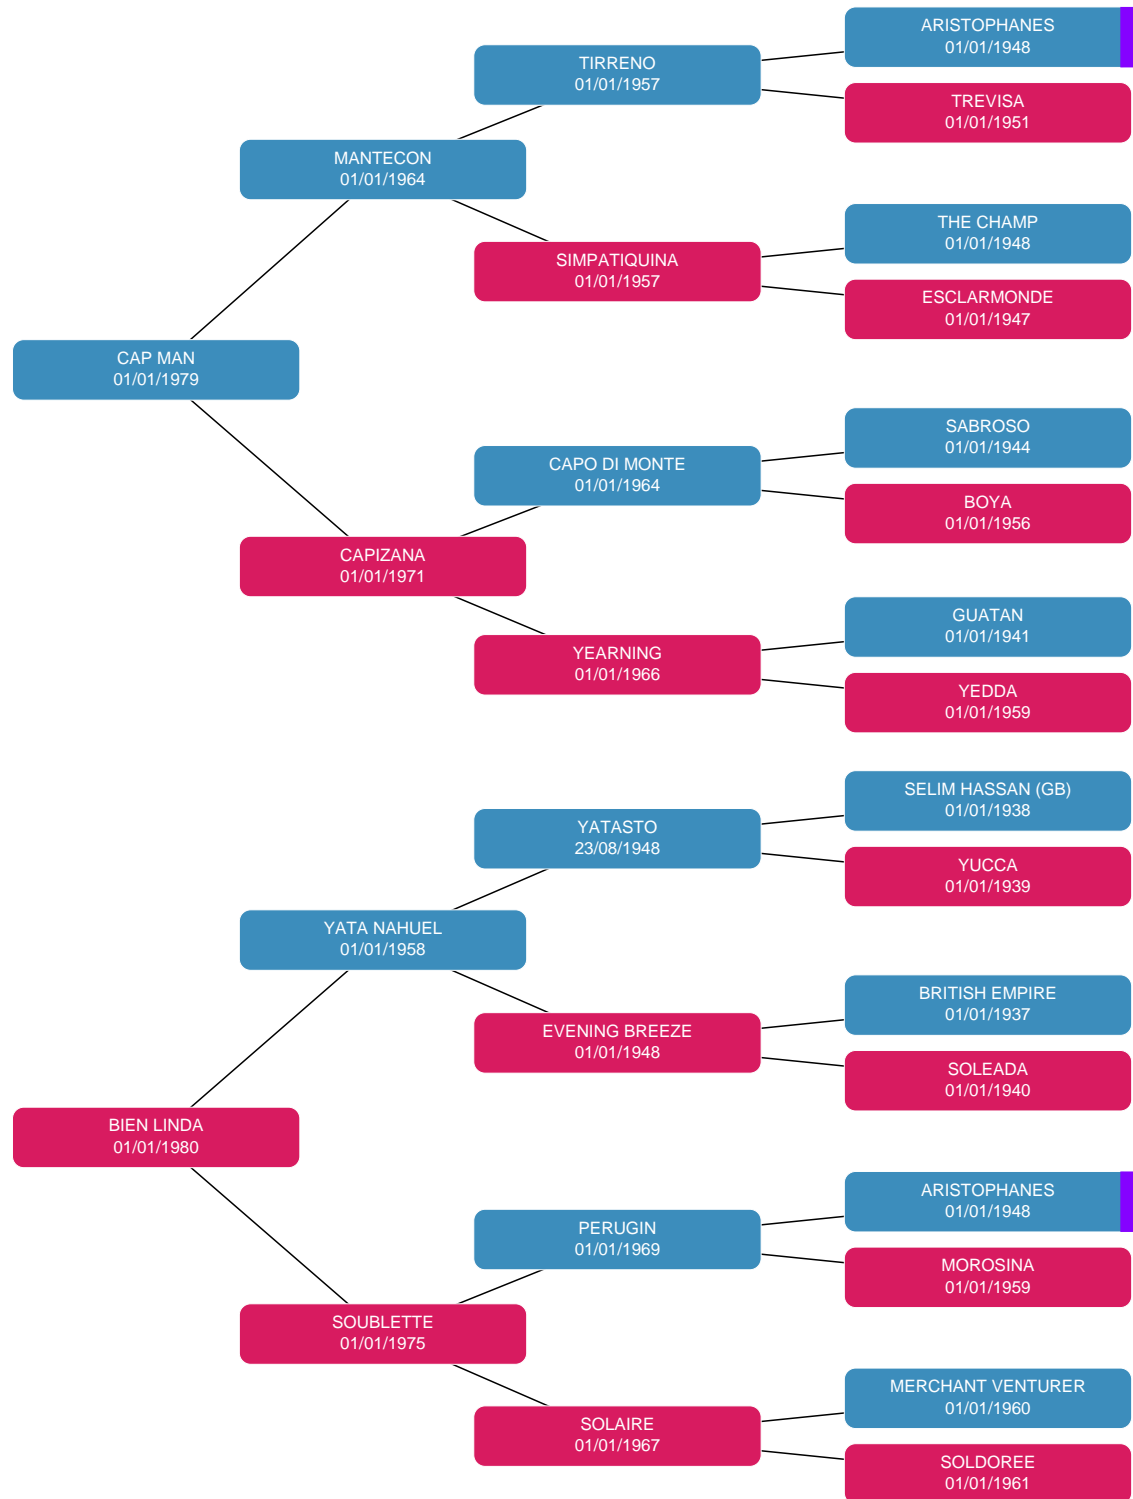 ARISTOPHANES
01/01/1948
TIRRENO
01/01/1957
TREVISA
01/01/1951
MANTECON
01/01/1964
THE CHAMP
01/01/1948
SIMPATIQUINA
01/01/1957
ESCLARMONDE
01/01/1947
CAP MAN
01/01/1979
SABROSO
01/01/1944
CAPO DI MONTE
01/01/1964
BOYA
01/01/1956
CAPIZANA
01/01/1971
GUATAN
01/01/1941
YEARNING
01/01/1966
YEDDA
01/01/1959
SELIM HASSAN (GB)
01/01/1938
YATASTO
23/08/1948
YUCCA
01/01/1939
YATA NAHUEL
01/01/1958
BRITISH EMPIRE
01/01/1937
EVENING BREEZE
01/01/1948
SOLEADA
01/01/1940
BIEN LINDA
01/01/1980
ARISTOPHANES
01/01/1948
PERUGIN
01/01/1969
MOROSINA
01/01/1959
SOUBLETTE
01/01/1975
MERCHANT VENTURER
01/01/1960
SOLAIRE
01/01/1967
SOLDOREE
01/01/1961